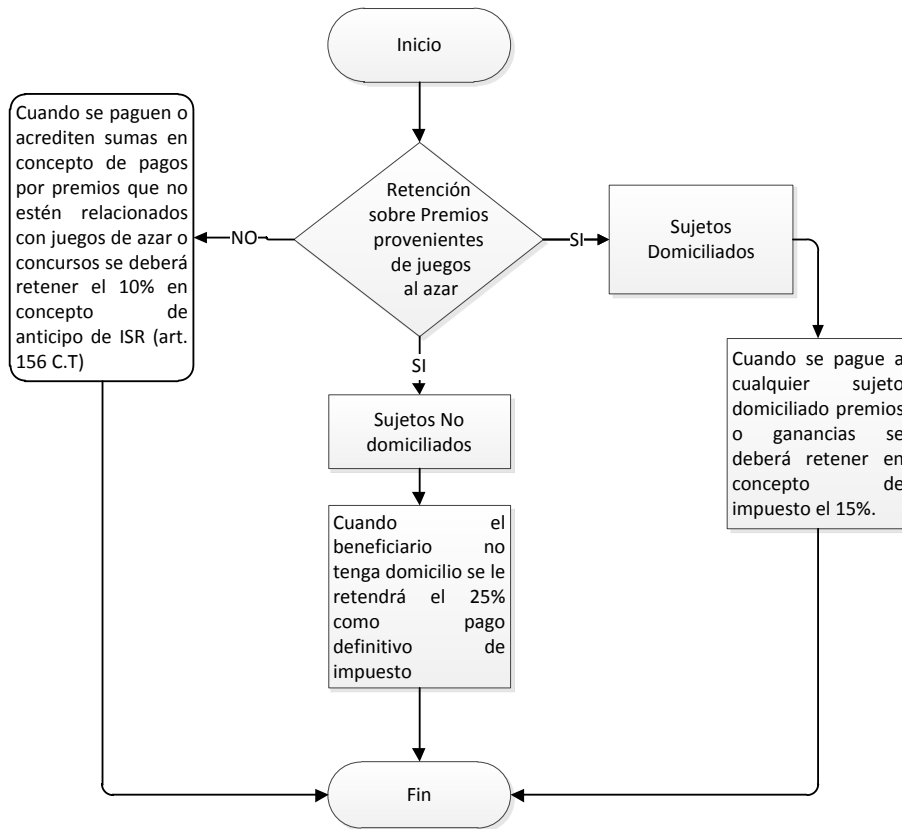 Inicio
Cuando se paguen o
acrediten sumas en
concepto de pagos
por premios que no
estén relacionados
con juegos de azar o
concursos se deberá
retener el 10% en
concepto de
anticipo de ISR (art.
156 C.T)
NO
Retención
sobre Premios
provenientes
de juegos
al azar
SI
Sujetos
Domiciliados
SI
Sujetos No
domiciliados
Cuando se pague a
cualquier sujeto
domiciliado premios
o ganancias se
deberá retener en
concepto de
impuesto el 15%.
Cuando el
beneficiario no
tenga domicilio se le
retendrá el 25%
como pago
definitivo de
impuesto
Fin